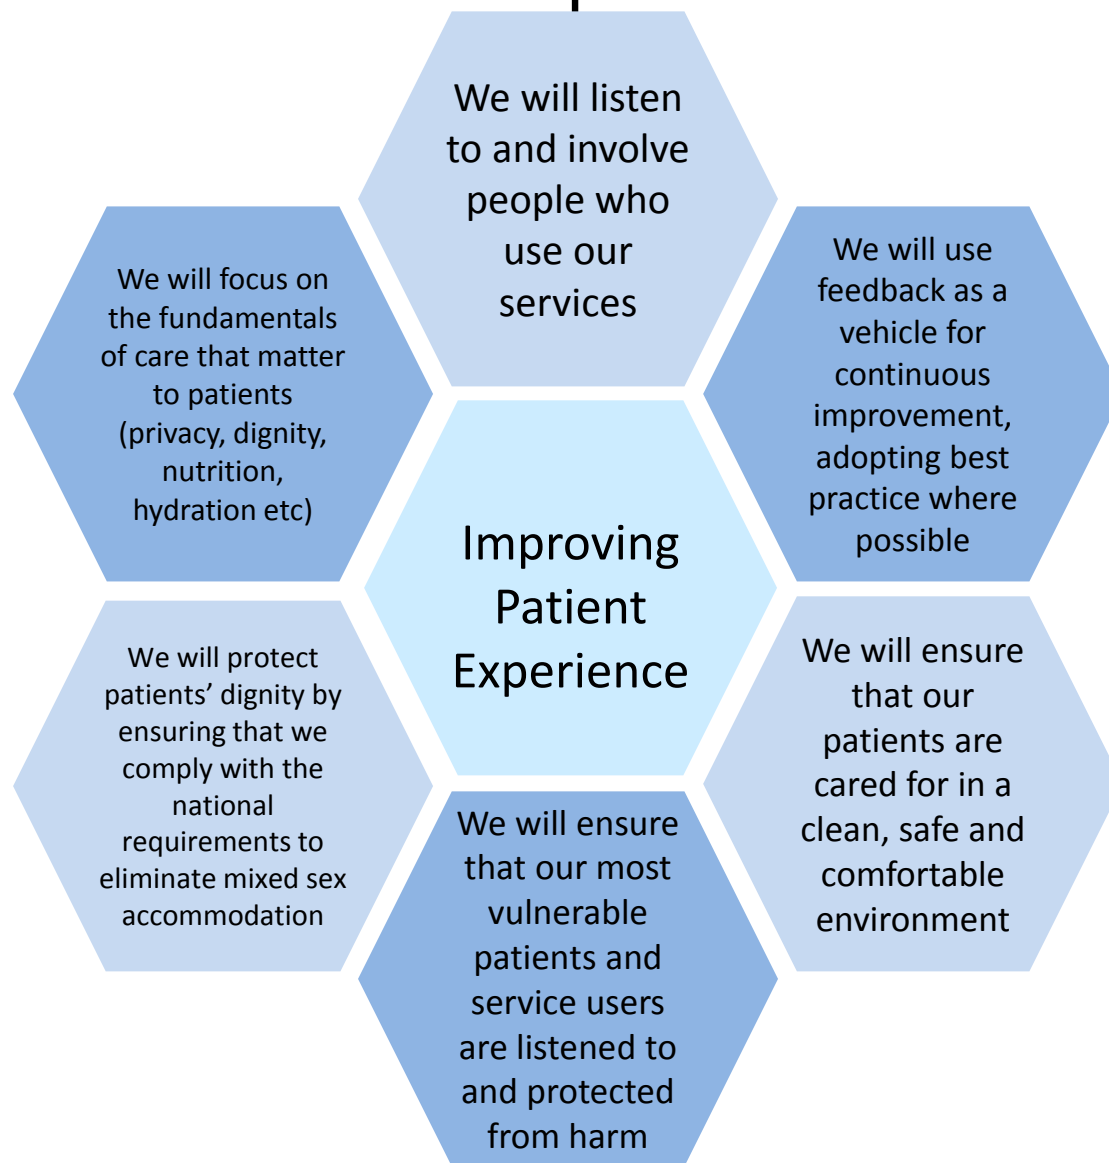 We will listen
to and involve
people who
use our
services
We will use
feedback as a
vehicle for
continuous
improvement,
adopting best
practice where
possible
We will ensure
that our
patients are
cared for in a
clean, safe and
comfortable
environment
We will ensure
that our most
vulnerable
patients and
service users
are listened to
and protected
from harm
We will protect
patients’ dignity by
ensuring that we
comply with the
national
requirements to
eliminate mixed sex
accommodation
We will focus on
the fundamentals
of care that matter
to patients
(privacy, dignity,
nutrition,
hydration etc)
Improving
Patient
Experience